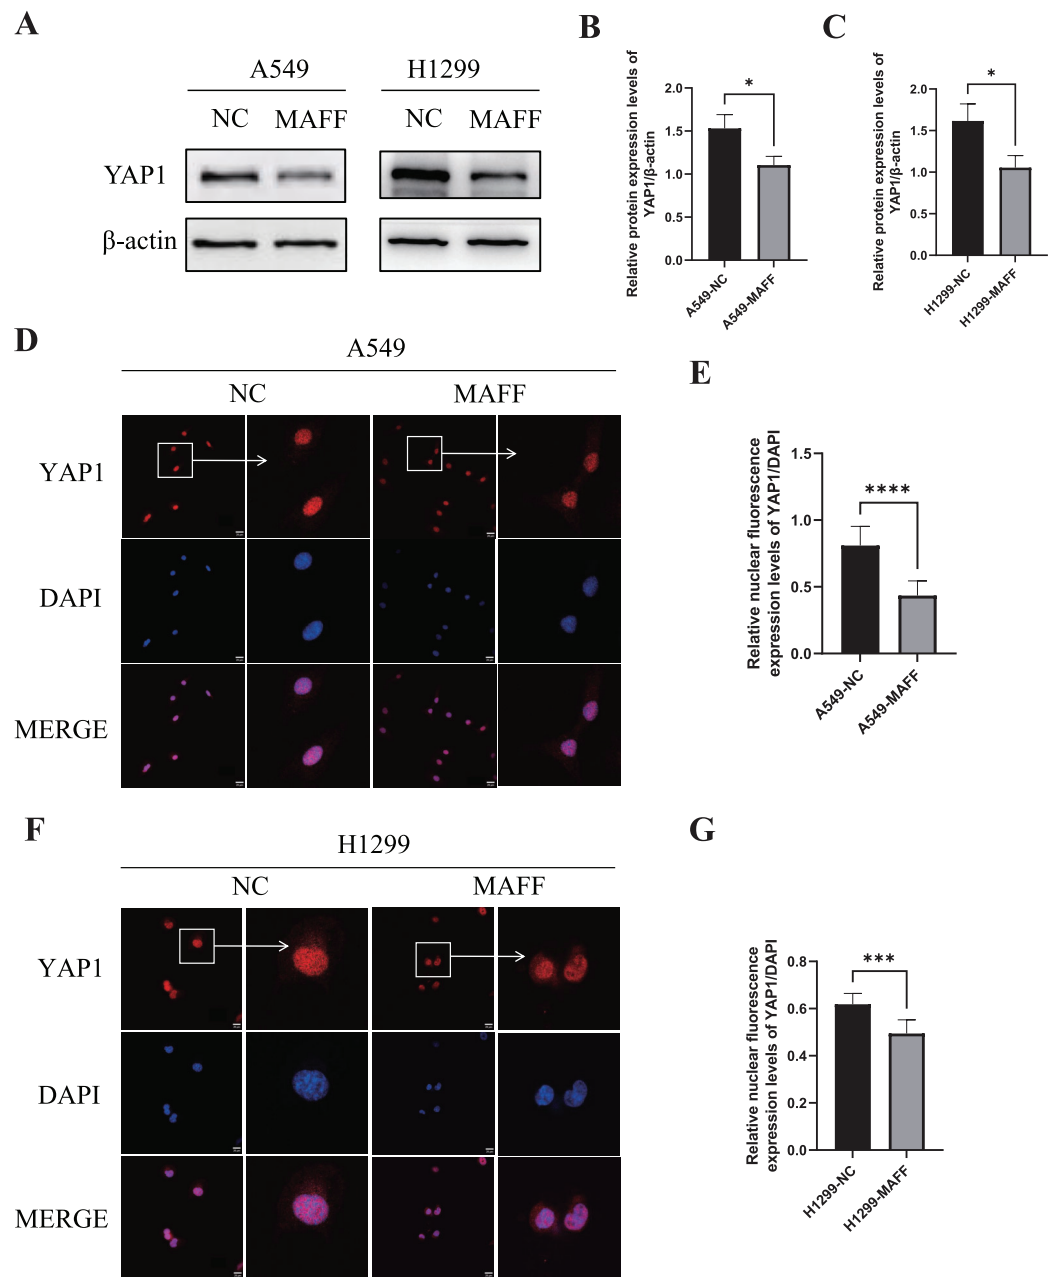 A
A549
H1299
NC
MAFF
NC
MAFF
YAP1
β-actin
B
Relative protein expression levels of
YAP1/β-actin
2.0
1.5
1.0
0.5
0.0
*
A549-NC
A549-MAFF
C
Relative protein expression levels of
YAP1/β-actin
2.0
1.5
1.0
0.5
0.0
*
H1299-NC
H1299-MAFF
D
A549
NC
MAFF
YAP1
DAPI
MERGE
E
Relative nuclear fluorescence
expression levels of YAP1/DAPI
1.5
1.0
0.5
0.0
****
A549-NC
A549-MAFF
F
H1299
NC
MAFF
YAP1
DAPI
MERGE
G
Relative nuclear fluorescence
expression levels of YAP1/DAPI
0.8
0.6
0.4
0.2
0.0
***
H1299-NC
H1299-MAFF